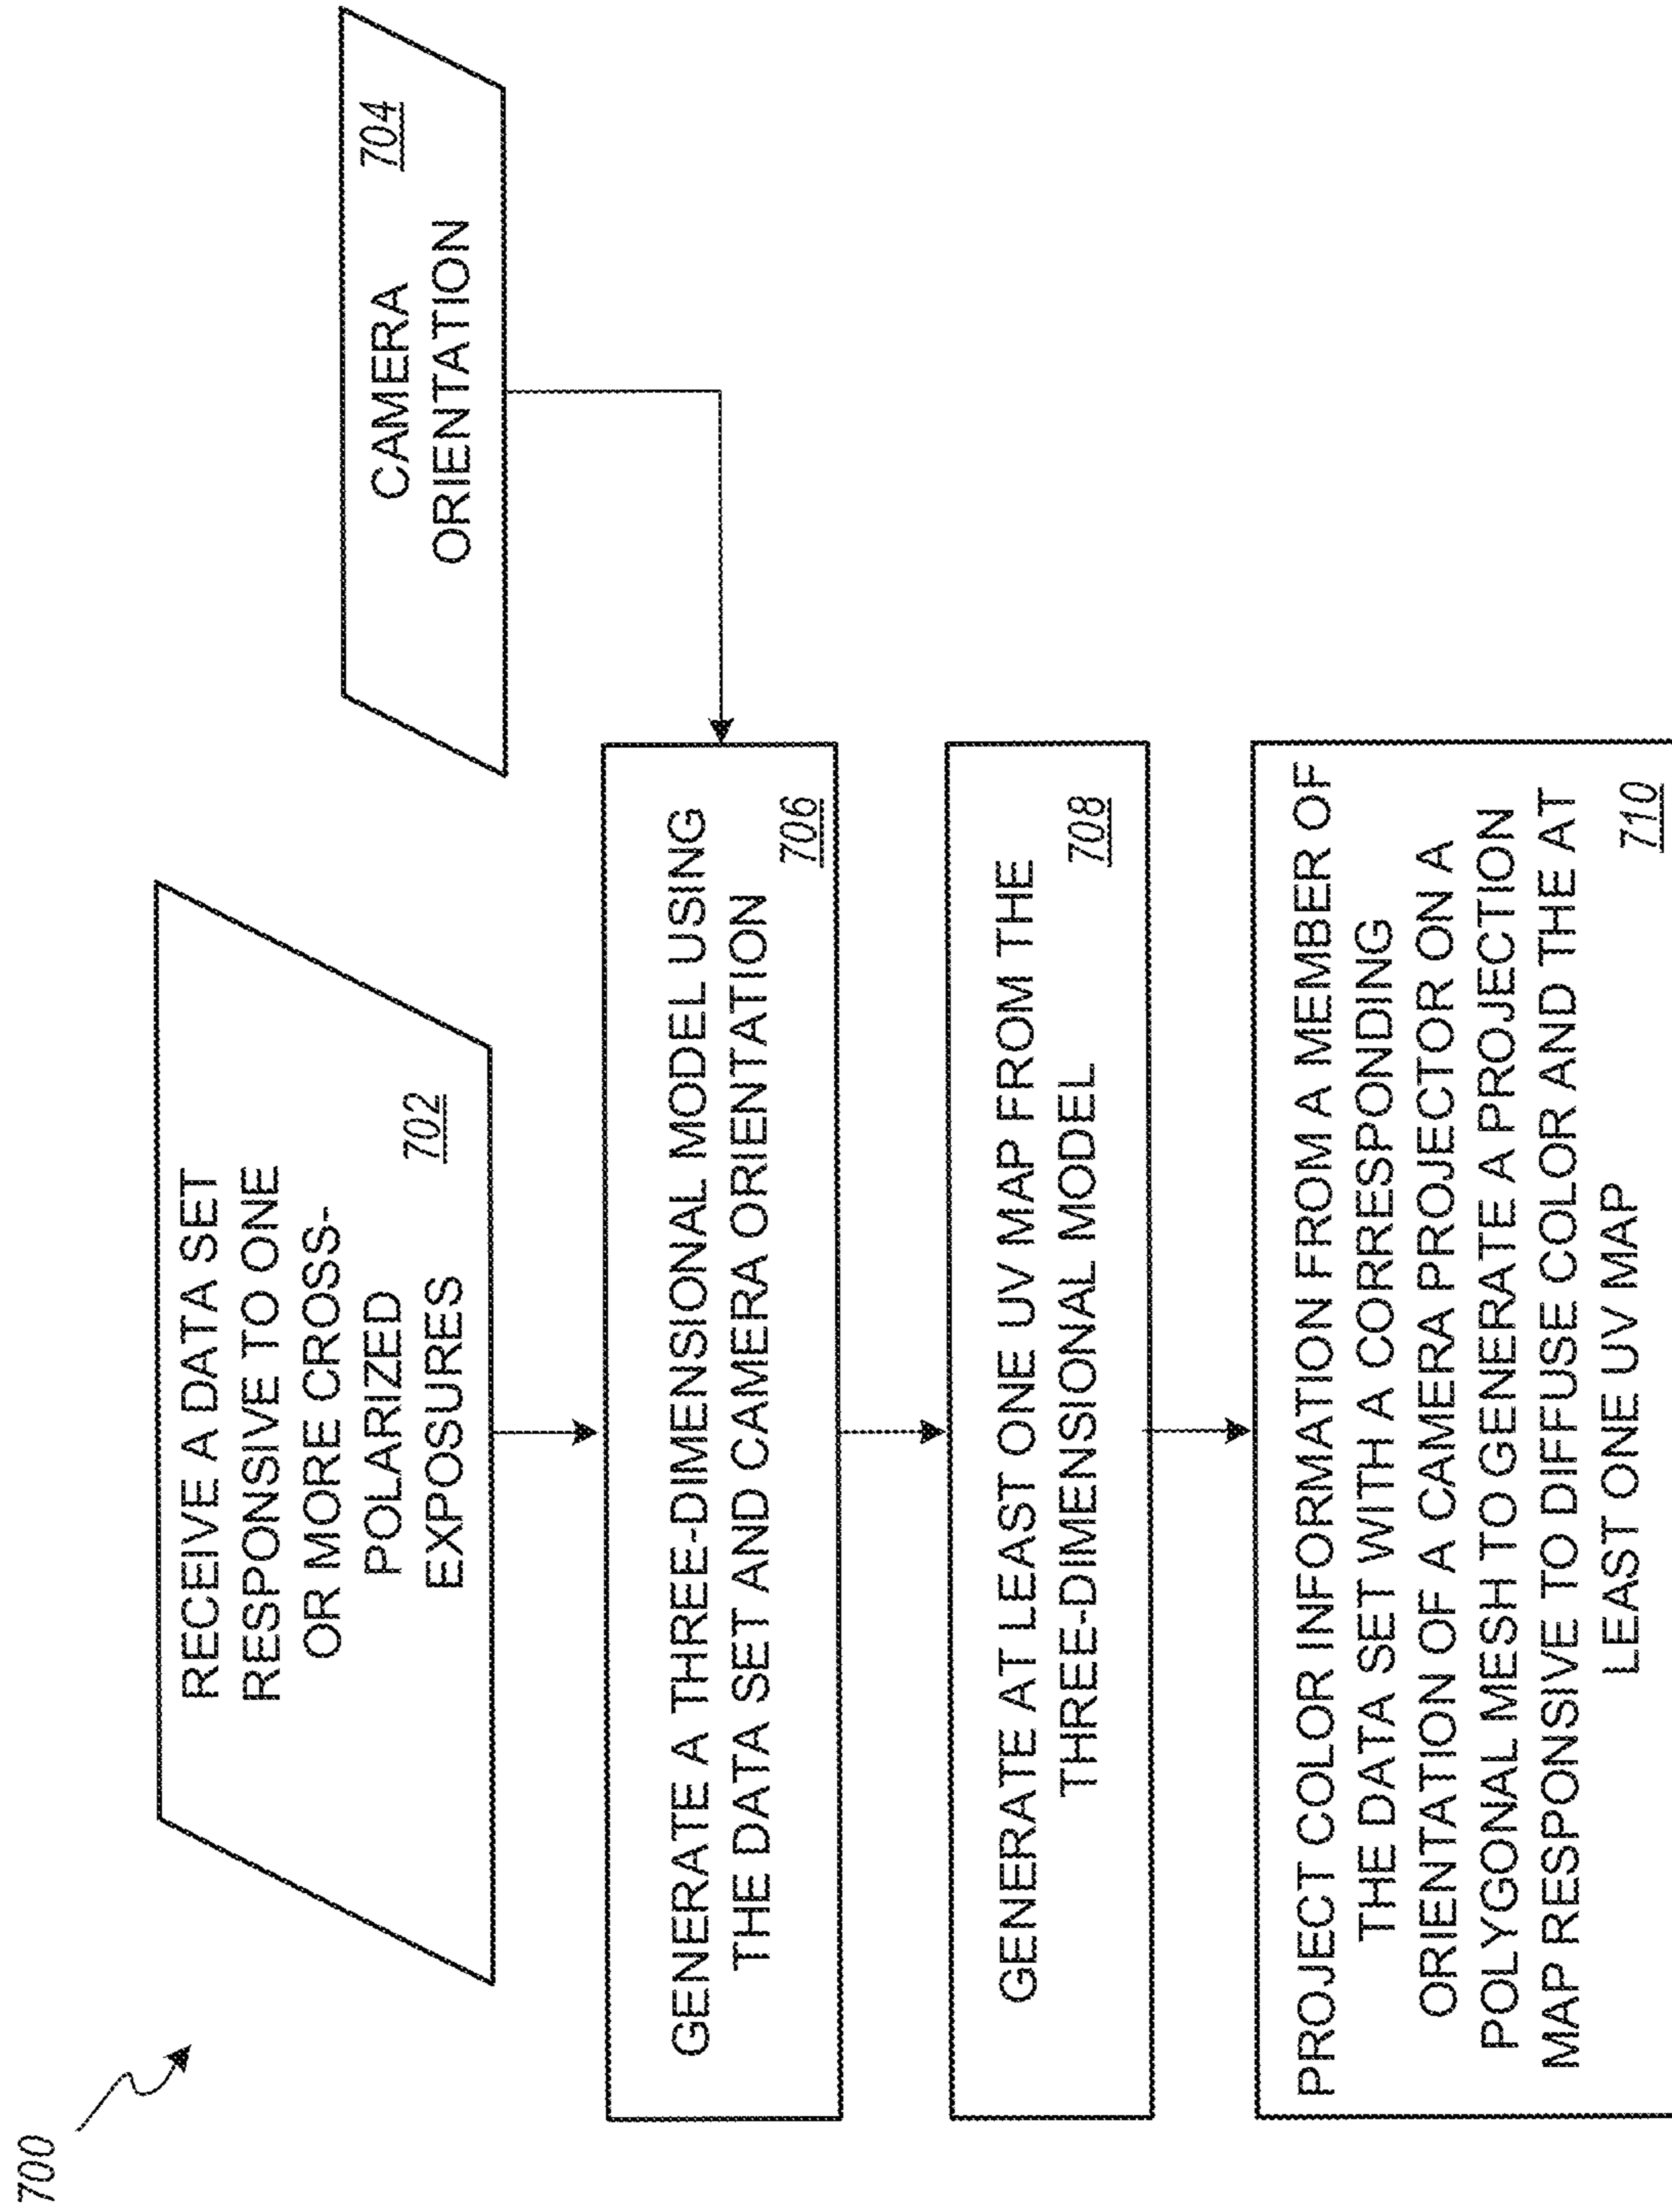 700
RECEIVE A DATA SET
RESPONSIVE TO ONE
OR MORE CROSS-
POLARIZED
EXPOSURES
702
CAMERA
ORIENTATION
704
GENERATE A THREE-DIMENSIONAL MODEL USING
THE DATA SET AND CAMERA ORIENTATION
706
GENERATE AT LEAST ONE UV MAP FROM THE
THREE-DIMENSIONAL MODEL
708
PROJECT COLOR INFORMATION FROM A MEMBER OF
THE DATA SET WITH A CORRESPONDING
ORIENTATION OF A CAMERA PROJECTOR ON A
POLYGONAL MESH TO GENERATE A PROJECTION
MAP RESPONSIVE TO DIFFUSE COLOR AND THE AT
LEAST ONE UV MAP
710